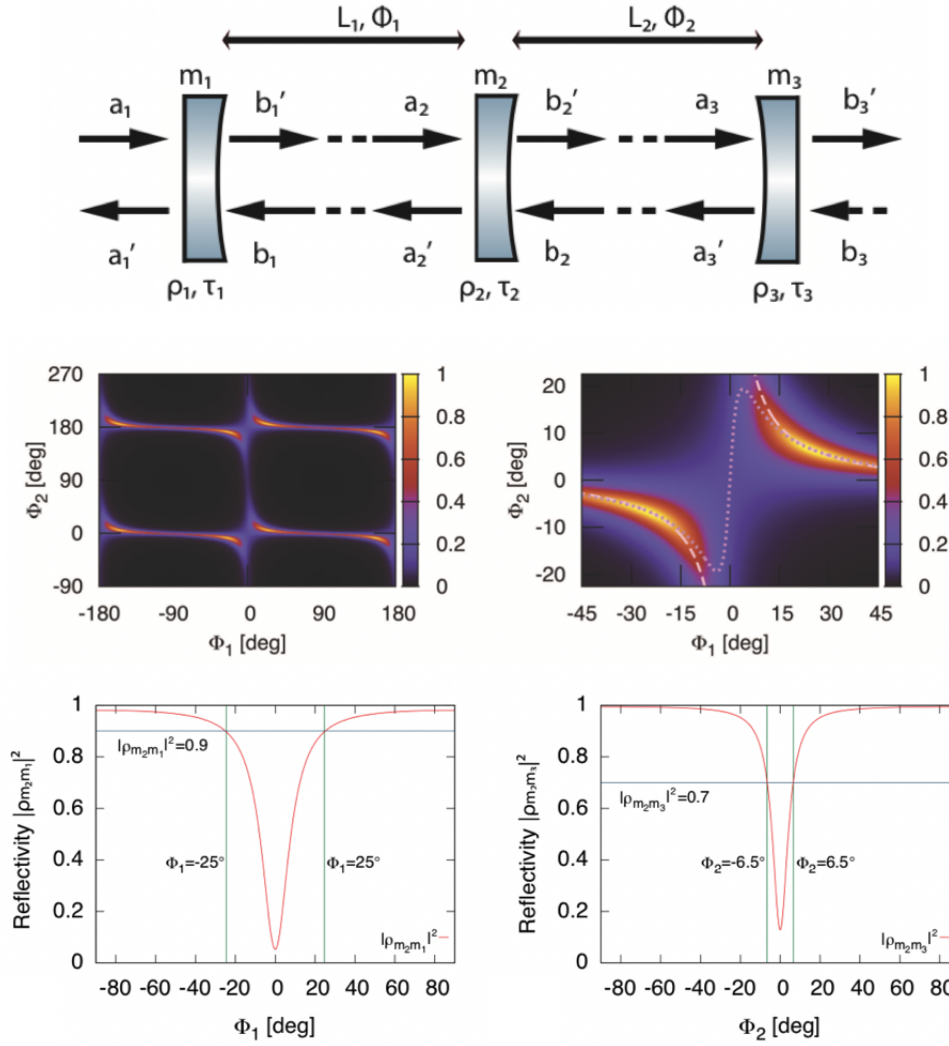 L₁, Φ₁ L₂, Φ₂
m₁ m₂ m₃
a₁ b₁′ a₂ b₂′ a₃ b₃′
a₁′ b₁ a₂′ b₂ a₃′ b₃
ρ₁, τ₁ ρ₂, τ₂ ρ₃, τ₃
270
180
90
0
-90
Φ₂ [deg]
-180 -90 0 90 180
Φ₁ [deg]
1
0.8
0.6
0.4
0.2
0
20
10
0
-10
-20
Φ₂ [deg]
-45 -30 -15 0 15 30 45
Φ₁ [deg]
1
0.8
0.6
0.4
0.2
0
Reflectivity |ρm₂m₁|²
1
0.8
0.6
0.4
0.2
0
|ρm₂m₁|²=0.9
Φ₁=-25° Φ₁=25°
|ρm₂m₁|²
-80 -60 -40 -20 0 20 40 60 80
Φ₁ [deg]
Reflectivity |ρm₂m₃|²
1
0.8
0.6
0.4
0.2
0
|ρm₂m₃|²=0.7
Φ₂=-6.5° Φ₂=6.5°
|ρm₂m₃|²
-80 -60 -40 -20 0 20 40 60 80
Φ₂ [deg]